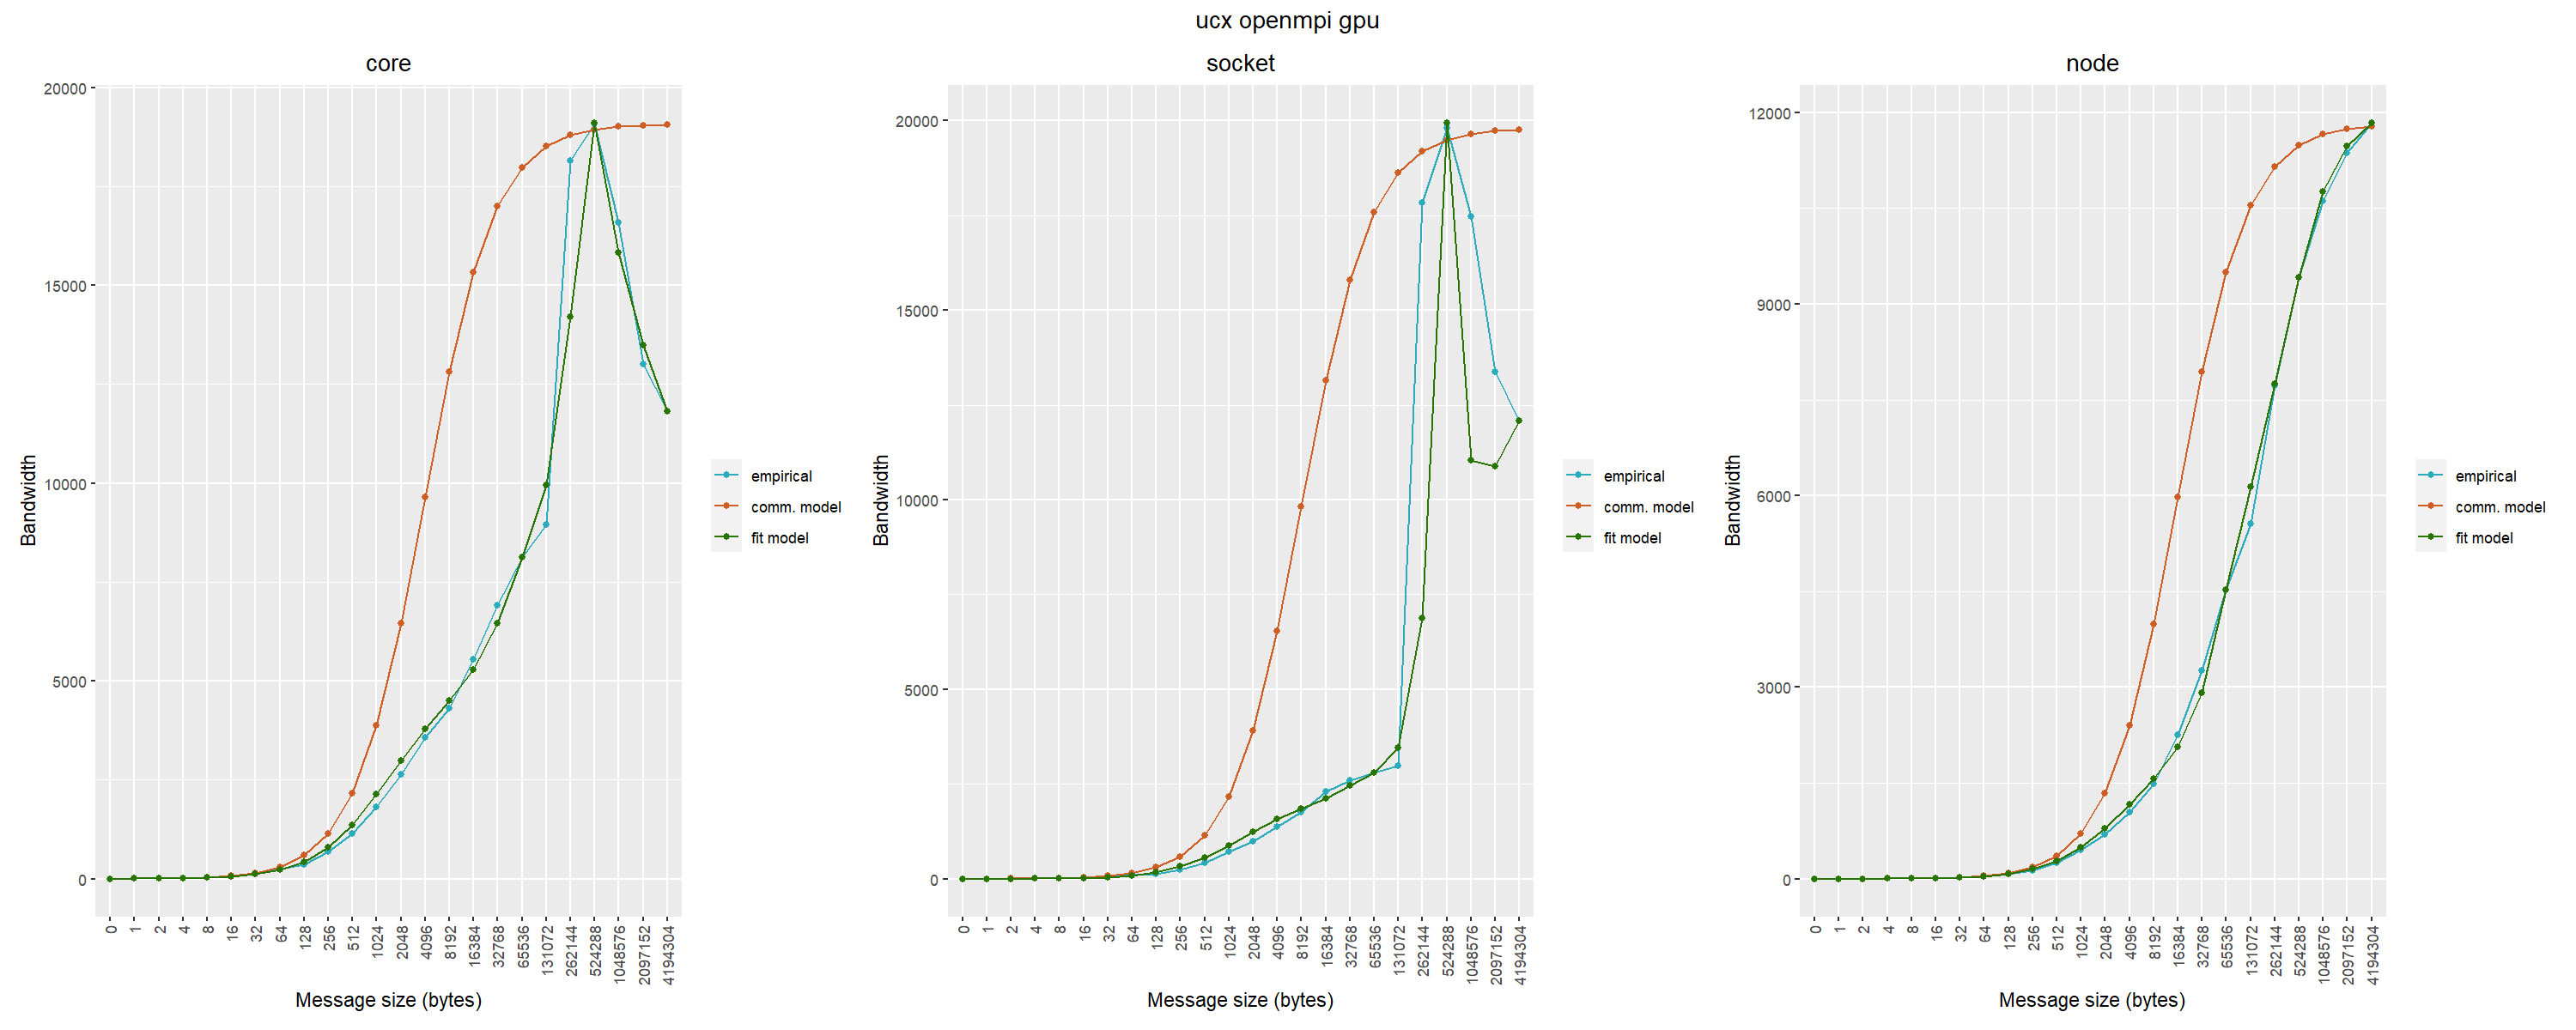 ucx openmpi gpu
core
20000
15000
10000
5000
0
Bandwidth
0 1 2 4 8 16 32 64 128 256 512 1024 2048 4096 8192 16384 32768 65536 131072 262144 524288 1048576 2097152 4194304
Message size (bytes)
empirical
comm. model
fit model
socket
20000
15000
10000
5000
0
Bandwidth
0 1 2 4 8 16 32 64 128 256 512 1024 2048 4096 8192 16384 32768 65536 131072 262144 524288 1048576 2097152 4194304
Message size (bytes)
empirical
comm. model
fit model
node
12000
9000
6000
3000
0
Bandwidth
0 1 2 4 8 16 32 64 128 256 512 1024 2048 4096 8192 16384 32768 65536 131072 262144 524288 1048576 2097152 4194304
Message size (bytes)
empirical
comm. model
fit model